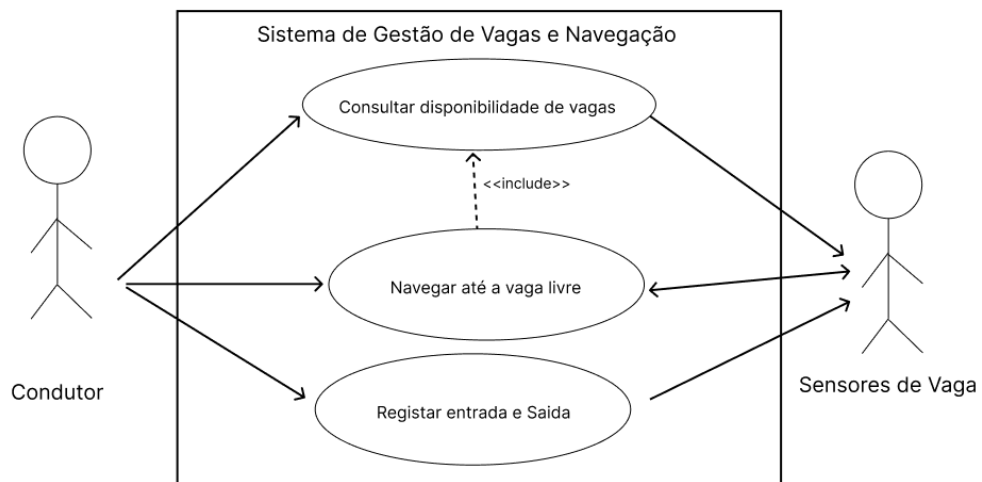 Sistema de Gestão de Vagas e Navegação
Consultar disponibilidade de vagas
<<include>>
Navegar até a vaga livre
Condutor
Sensores de Vaga
Registar entrada e Saida